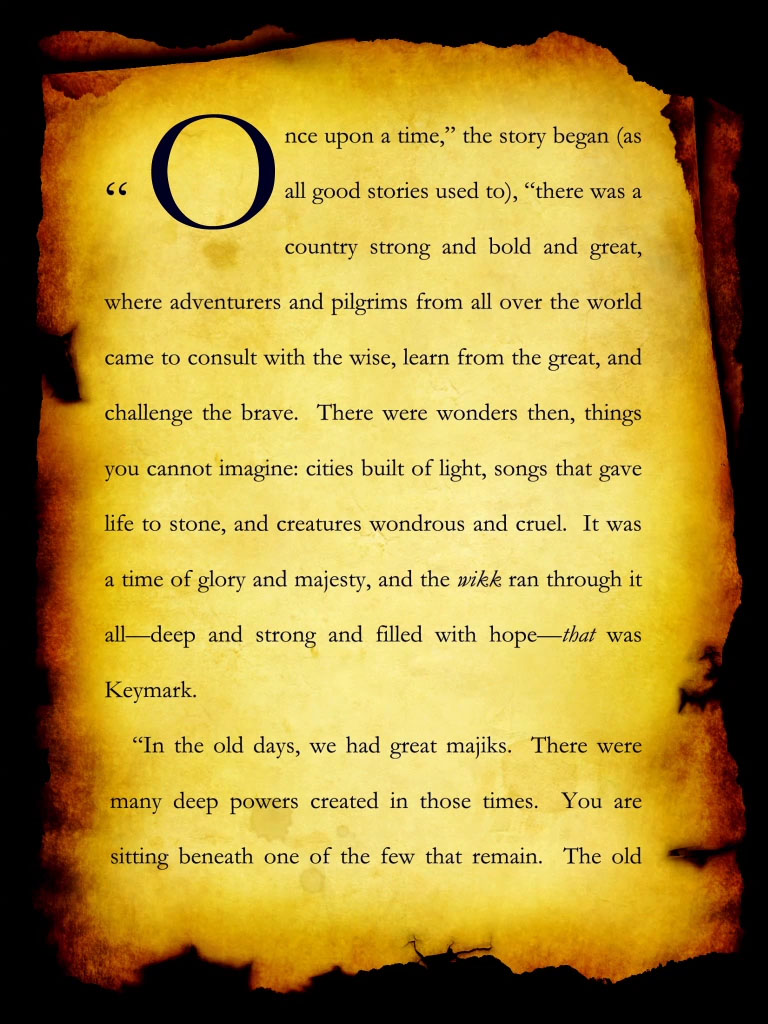 “Once upon a time,” the story began (as
all good stories used to), “there was a
country strong and bold and great,
where adventurers and pilgrims from all over the world
came to consult with the wise, learn from the great, and
challenge the brave.  There were wonders then, things
you cannot imagine: cities built of light, songs that gave
life to stone, and creatures wondrous and cruel.  It was
a time of glory and majesty, and the wikk ran through it
all—deep and strong and filled with hope—that was
Keymark.
“In the old days, we had great majiks.  There were
many deep powers created in those times.  You are
sitting beneath one of the few that remain.  The old